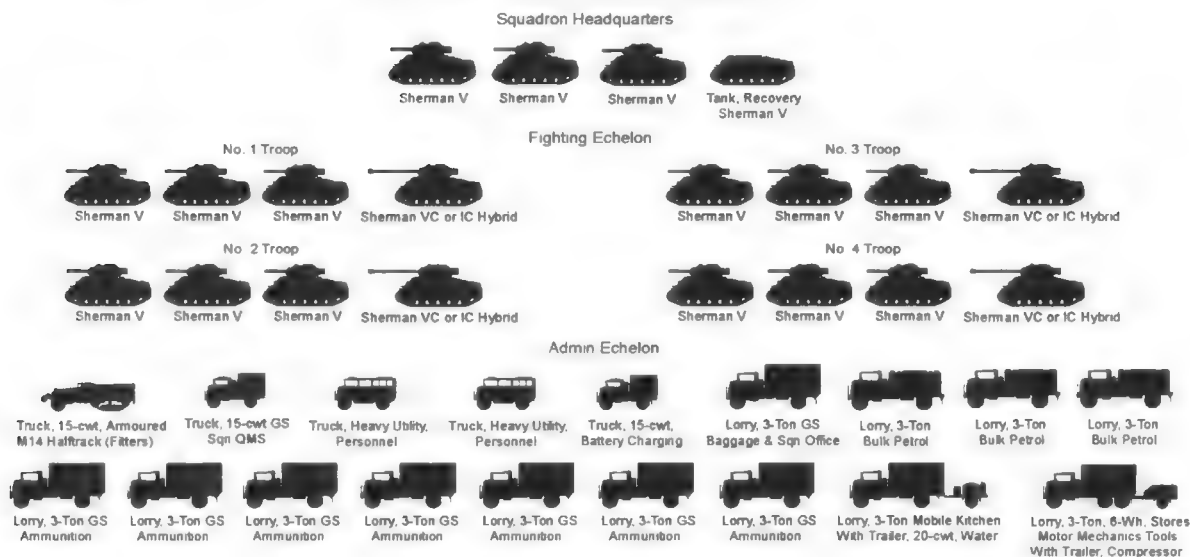 Squadron Headquarters
Sherman V Sherman V Sherman V Tank, Recovery
Sherman V
Fighting Echelon
No. 1 Troop No. 3 Troop
Sherman V Sherman V Sherman V Sherman VC or IC Hybrid Sherman V Sherman V Sherman V Sherman VC or IC Hybrid
No. 2 Troop No. 4 Troop
Sherman V Sherman V Sherman V Sherman VC or IC Hybrid Sherman V Sherman V Sherman V Sherman VC or IC Hybrid
Admin Echelon
Truck, 15-cwt, Armoured
M14 Halftrack (Fitters)
Truck, 15-cwt GS
Sqn QMS
Truck, Heavy Utility,
Personnel
Truck, Heavy Utility,
Personnel
Truck, 15-cwt,
Battery Charging
Lorry, 3-Ton GS
Baggage & Sqn Office
Lorry, 3-Ton
Bulk Petrol
Lorry, 3-Ton
Bulk Petrol
Lorry, 3-Ton
Bulk Petrol
Lorry, 3-Ton GS
Ammunition
Lorry, 3-Ton GS
Ammunition
Lorry, 3-Ton GS
Ammunition
Lorry, 3-Ton GS
Ammunition
Lorry, 3-Ton GS
Ammunition
Lorry, 3-Ton GS
Ammunition
Lorry, 3-Ton GS
Ammunition
Lorry, 3-Ton Mobile Kitchen
With Trailer, 20-cwt, Water
Lorry, 3-Ton, 6-Wh, Stores
Motor Mechanics Tools
With Trailer, Compressor